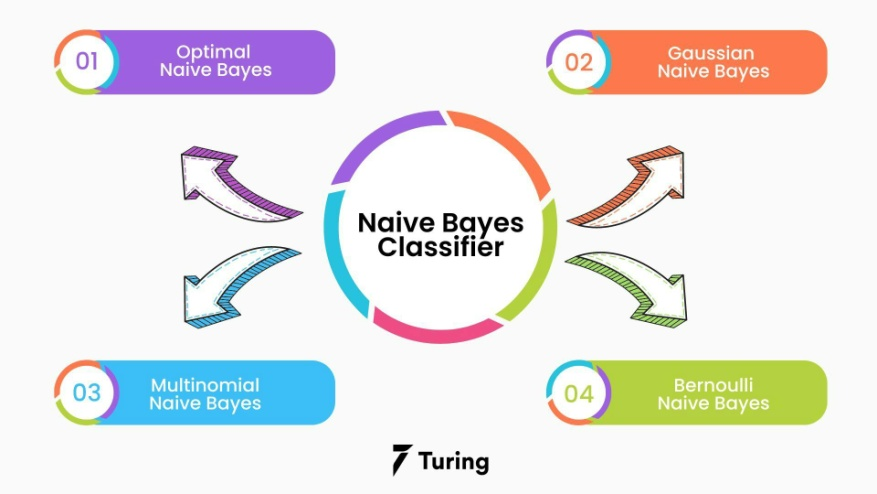 01
Optimal
Naive Bayes
02
Gaussian
Naive Bayes
Naive Bayes
Classifier
03
Multinomial
Naive Bayes
04
Bernoulli
Naive Bayes
Turing